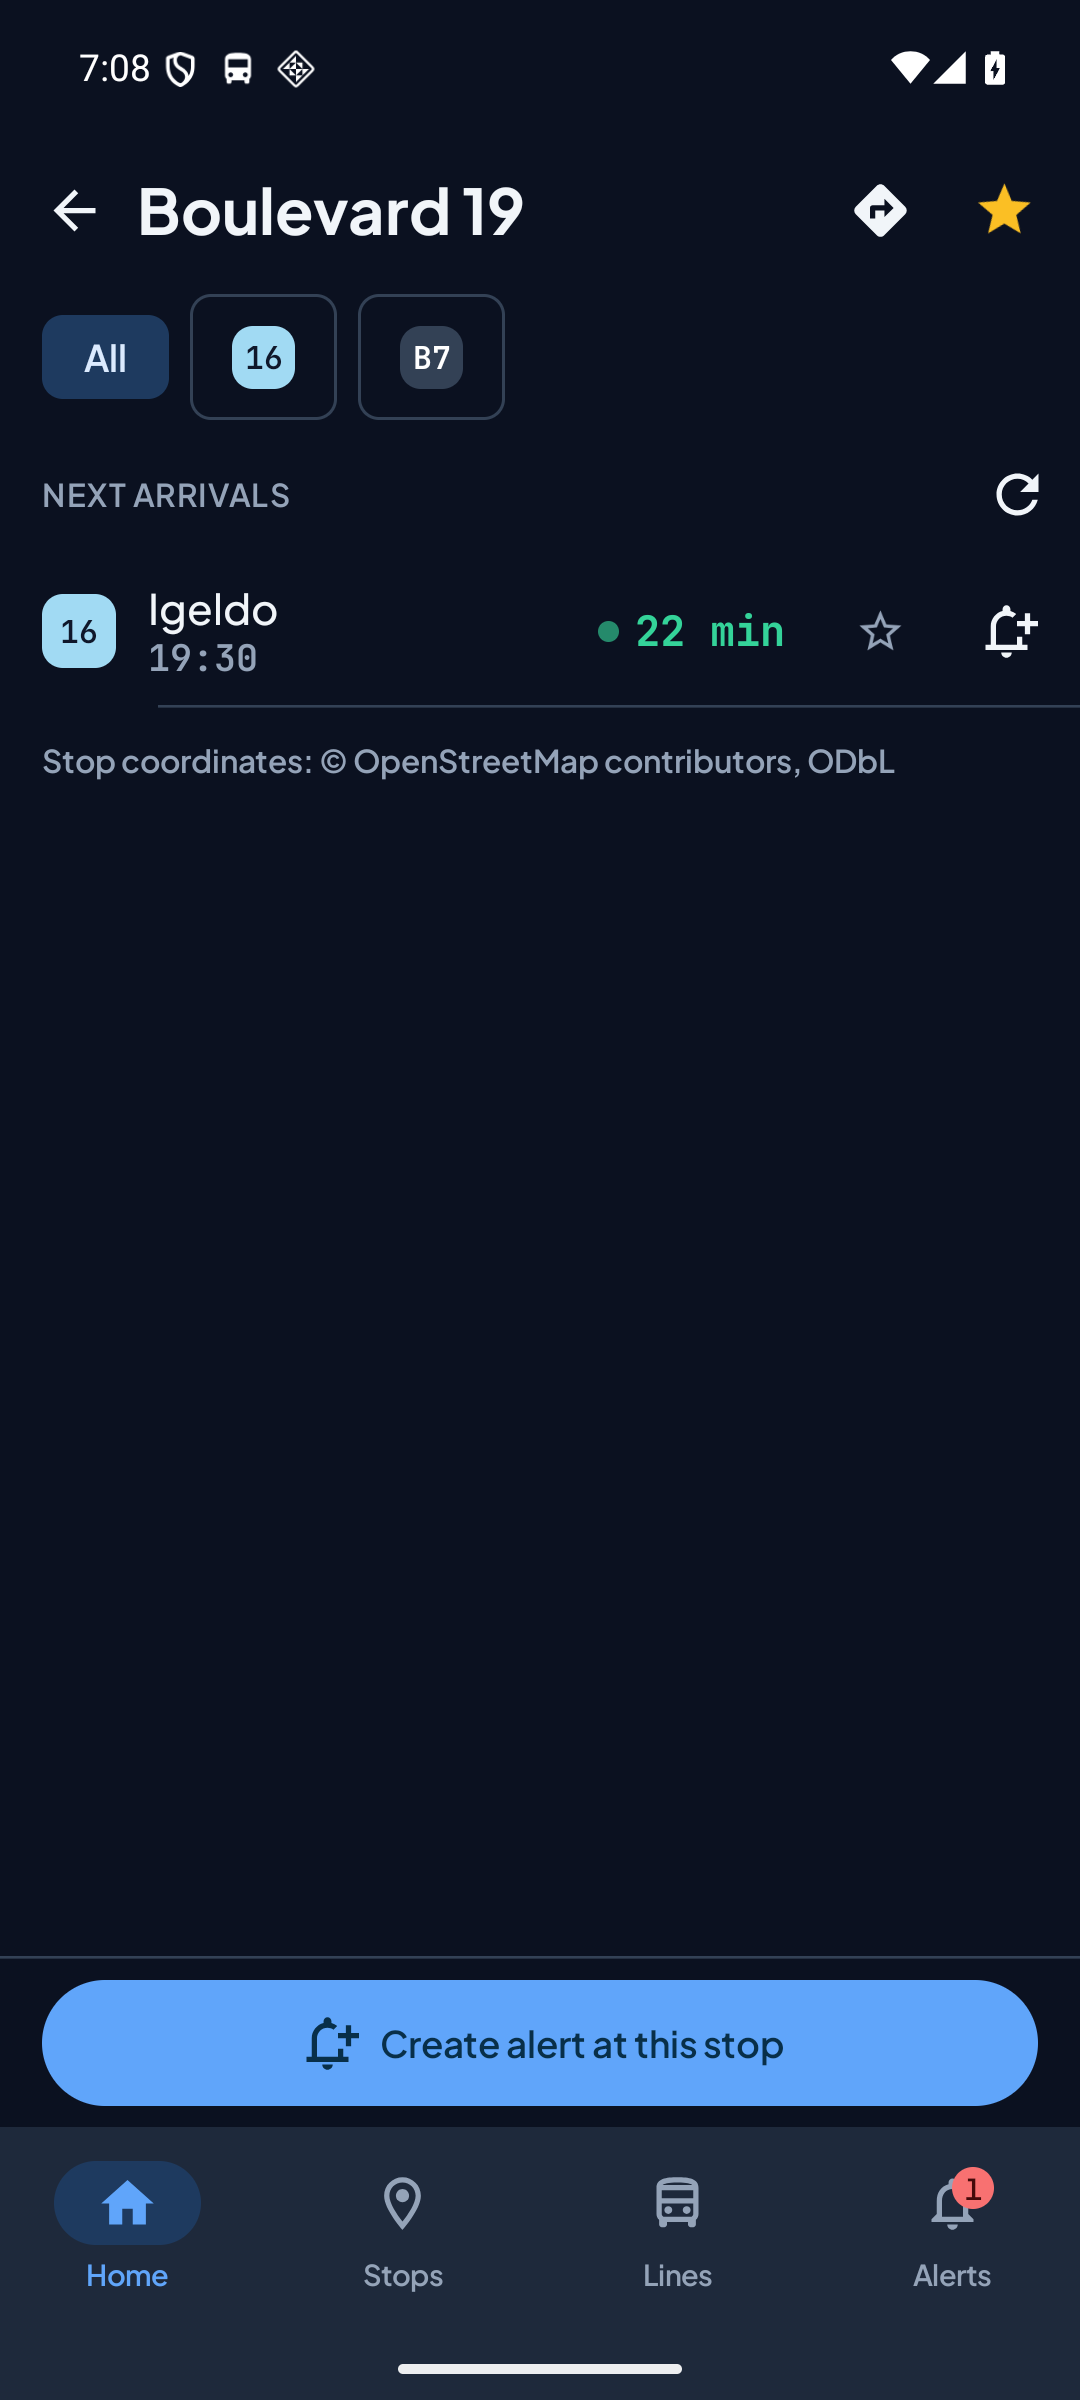 7:08
Boulevard 19
All
16
B7
NEXT ARRIVALS
16
Igeldo
19:30
22 min
Stop coordinates: © OpenStreetMap contributors, ODbL
Create alert at this stop
1
Home
Stops
Lines
Alerts